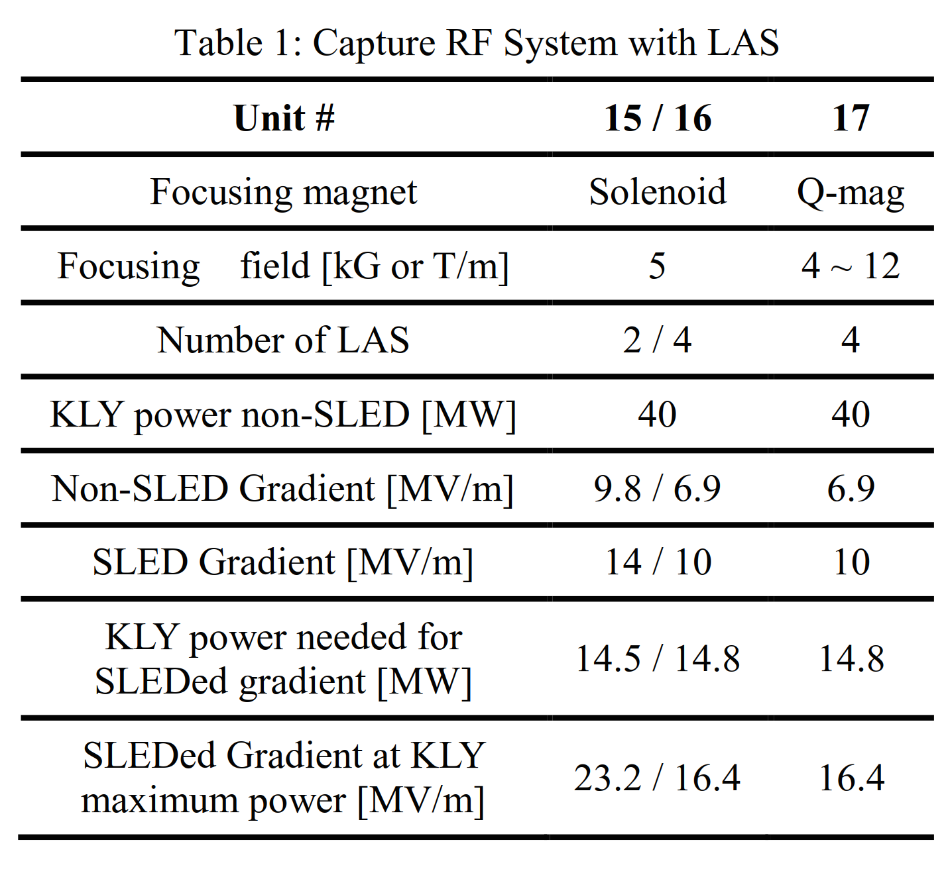 Table 1: Capture RF System with LAS
Unit # 15 / 16 17
Focusing magnet Solenoid Q-mag
Focusing field [kG or T/m] 5 4 ~ 12
Number of LAS 2 / 4 4
KLY power non-SLED [MW] 40 40
Non-SLED Gradient [MV/m] 9.8 / 6.9 6.9
SLED Gradient [MV/m] 14 / 10 10
KLY power needed for
SLEDed gradient [MW] 14.5 / 14.8 14.8
SLEDed Gradient at KLY
maximum power [MV/m] 23.2 / 16.4 16.4